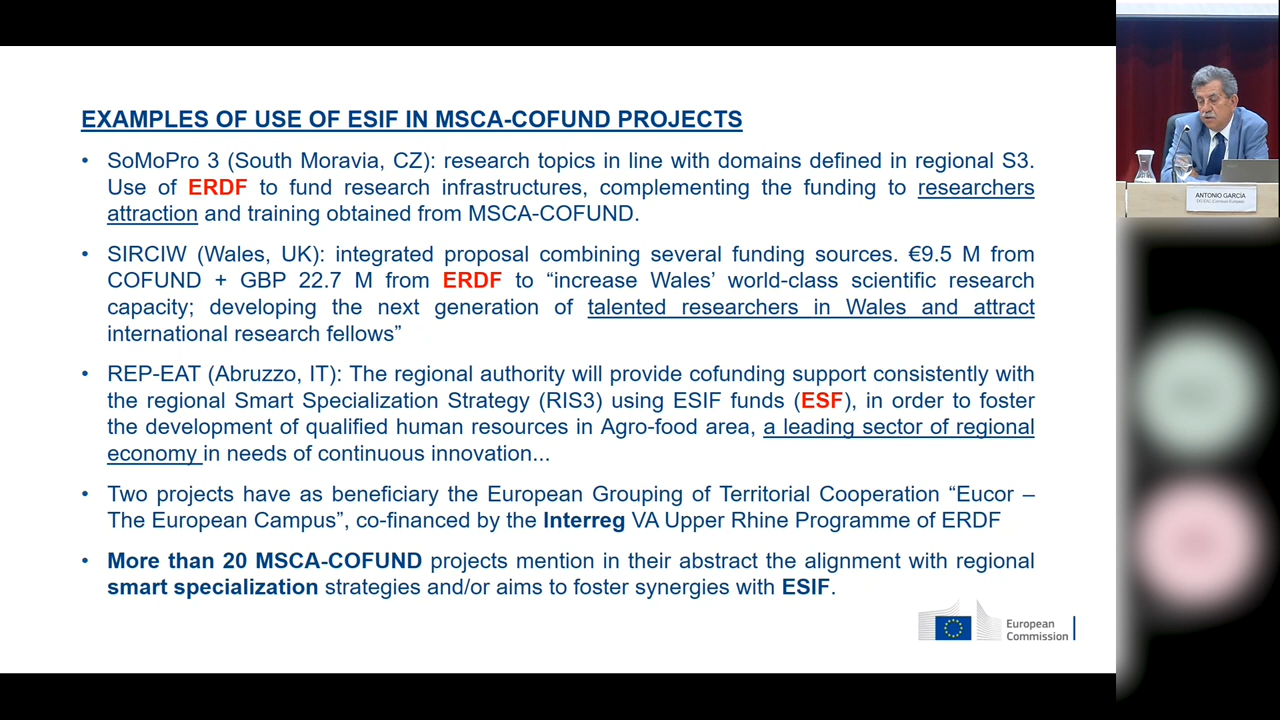 EXAMPLES OF USE OF ESIF IN MSCA-COFUND PROJECTS
• SoMoPro 3 (South Moravia, CZ): research topics in line with domains defined in regional S3.
Use of ERDF to fund research infrastructures, complementing the funding to researchers
attraction and training obtained from MSCA-COFUND.
• SIRCIW (Wales, UK): integrated proposal combining several funding sources. €9.5 M from
COFUND + GBP 22.7 M from ERDF to “increase Wales’ world-class scientific research
capacity; developing the next generation of talented researchers in Wales and attract
international research fellows”
• REP-EAT (Abruzzo, IT): The regional authority will provide cofunding support consistently with
the regional Smart Specialization Strategy (RIS3) using ESIF funds (ESF), in order to foster
the development of qualified human resources in Agro-food area, a leading sector of regional
economy in needs of continuous innovation...
• Two projects have as beneficiary the European Grouping of Territorial Cooperation “Eucor –
The European Campus”, co-financed by the Interreg VA Upper Rhine Programme of ERDF
• More than 20 MSCA-COFUND projects mention in their abstract the alignment with regional
smart specialization strategies and/or aims to foster synergies with ESIF.
European
Commission
ANTONIO GARCÍA